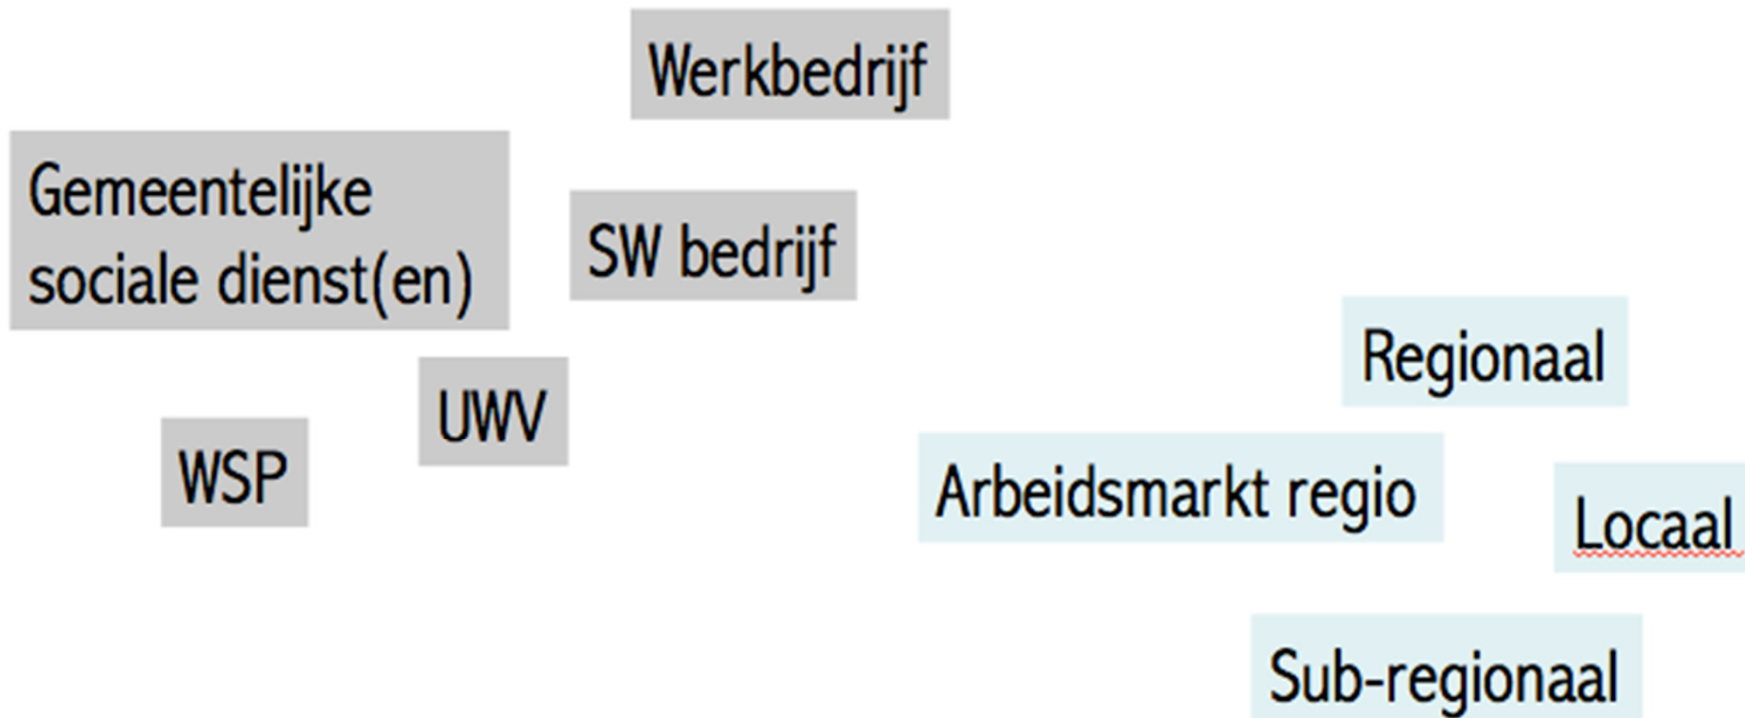 Werkbedrijf
Gemeentelijke
sociale dienst(en)
SW bedrijf
UWV
WSP
Regionaal
Arbeidsmarkt regio
Locaal
Sub-regionaal